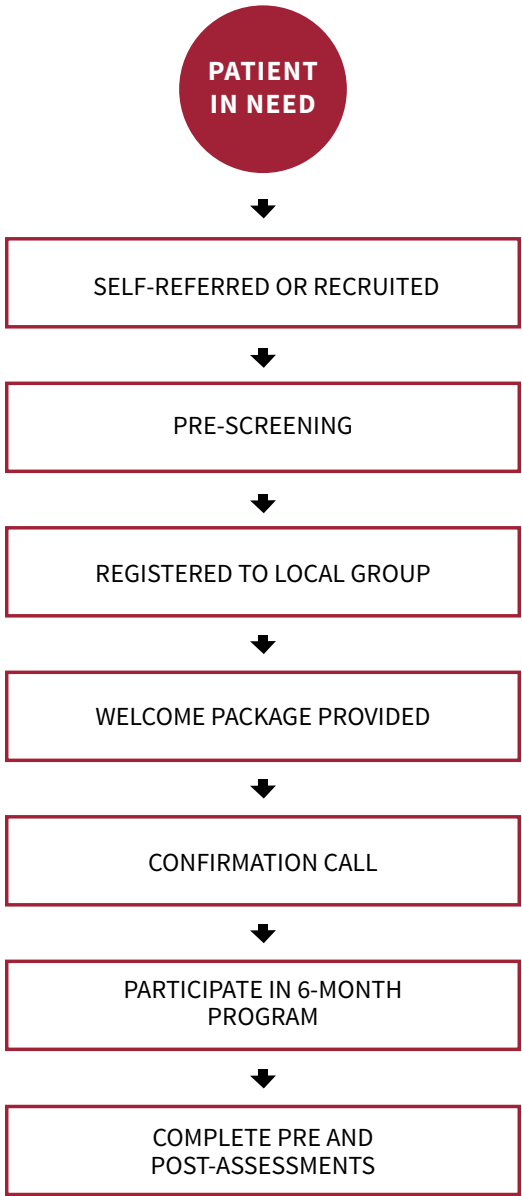 PATIENT
IN NEED
SELF-REFERRED OR RECRUITED
PRE-SCREENING
REGISTERED TO LOCAL GROUP
WELCOME PACKAGE PROVIDED
CONFIRMATION CALL
PARTICIPATE IN 6-MONTH
PROGRAM
COMPLETE PRE AND
POST-ASSESSMENTS